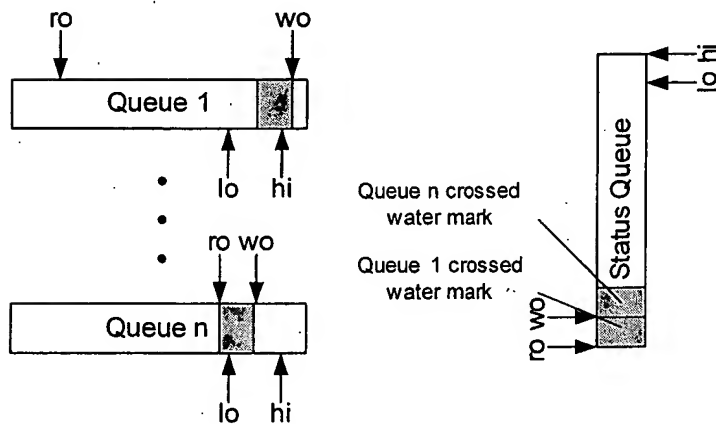 ro
wo
Queue 1
lo
hi
ro wo
Queue n
lo
hi
hi
lo
Status Queue
Queue n crossed
water mark
Queue 1 crossed
water mark
wo
ro